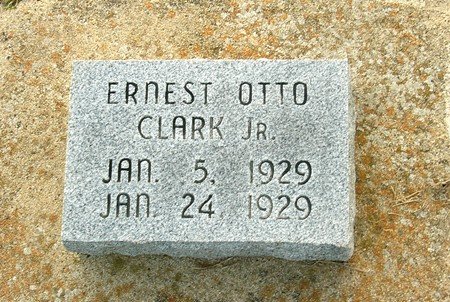 ERNEST OTTO
CLARK JR.
JAN. 5, 1929
JAN. 24, 1929